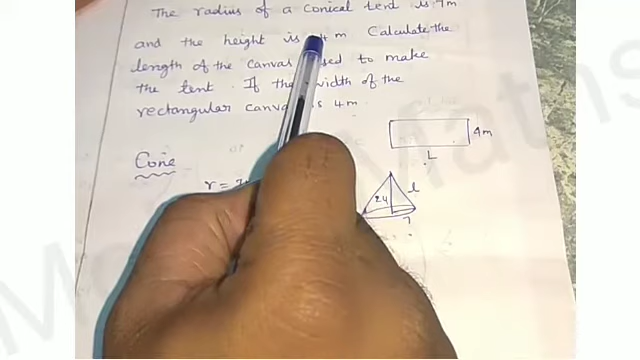 The radius of a conical tent is 7m
and the height is m Calculate the
length of the canvas used to make
the tent. If the width of the
rectangular canvas is 4m
4m
L
Cone
r =
24
l
7